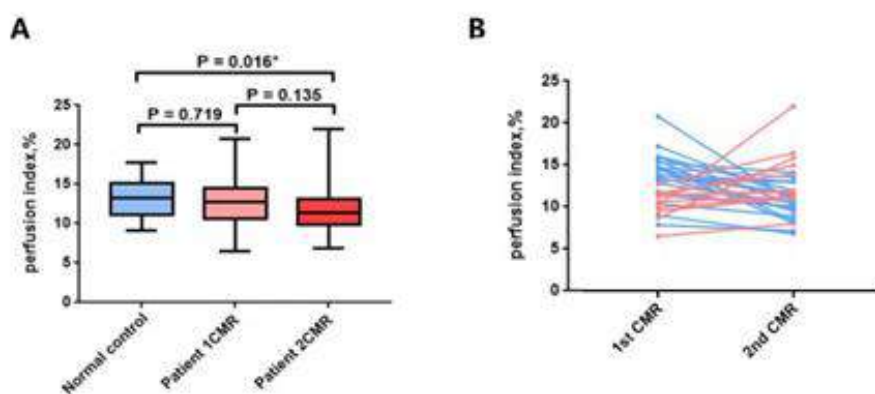 A
P = 0.016*
P = 0.135
P = 0.719
25
20
15
10
5
0
perfusion index,%
Normal control
Patient 1CMR
Patient 2CMR
B
25
20
15
10
5
0
perfusion index,%
1st CMR
2nd CMR